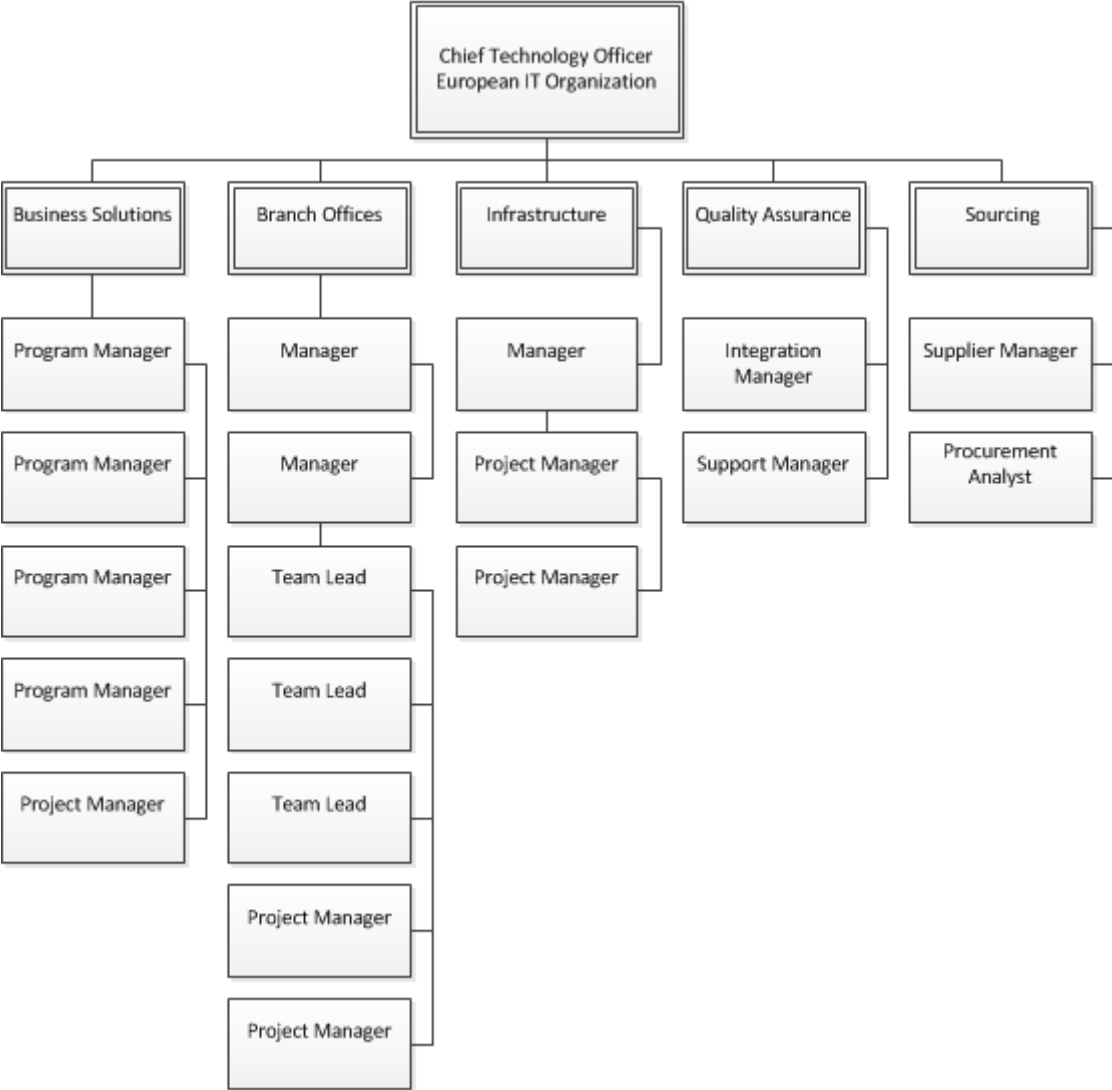 Chief Technology Officer
European IT Organization
Business Solutions
Branch Offices
Infrastructure
Quality Assurance
Sourcing
Program Manager
Manager
Manager
Integration
Manager
Supplier Manager
Program Manager
Manager
Project Manager
Support Manager
Procurement
Analyst
Program Manager
Team Lead
Project Manager
Program Manager
Team Lead
Project Manager
Team Lead
Project Manager
Project Manager